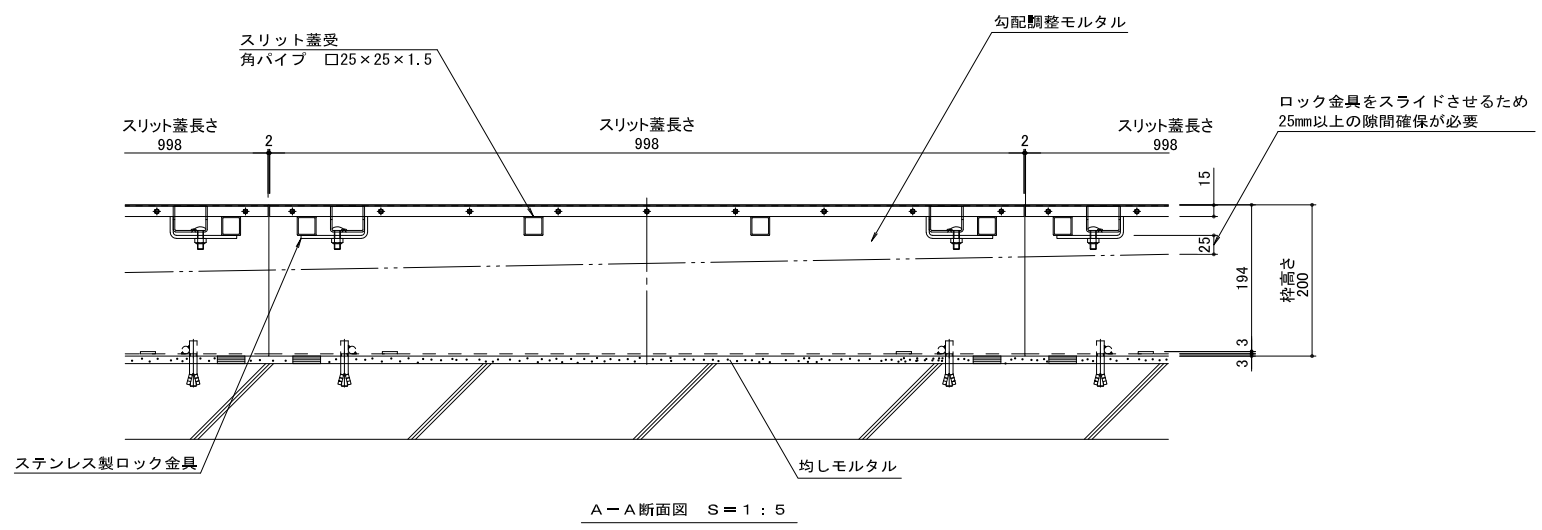 勾配調整モルタル
スリット蓋受
角パイプ　□25×25×1.5
ロック金具をスライドさせるため
25mm以上の隙間確保が必要
スリット蓋長さ
998
2
スリット蓋長さ
998
2
スリット蓋長さ
998
15
25
194
枠高さ
200
3
3
ステンレス製ロック金具
均しモルタル
A－A断面図　S＝1：5